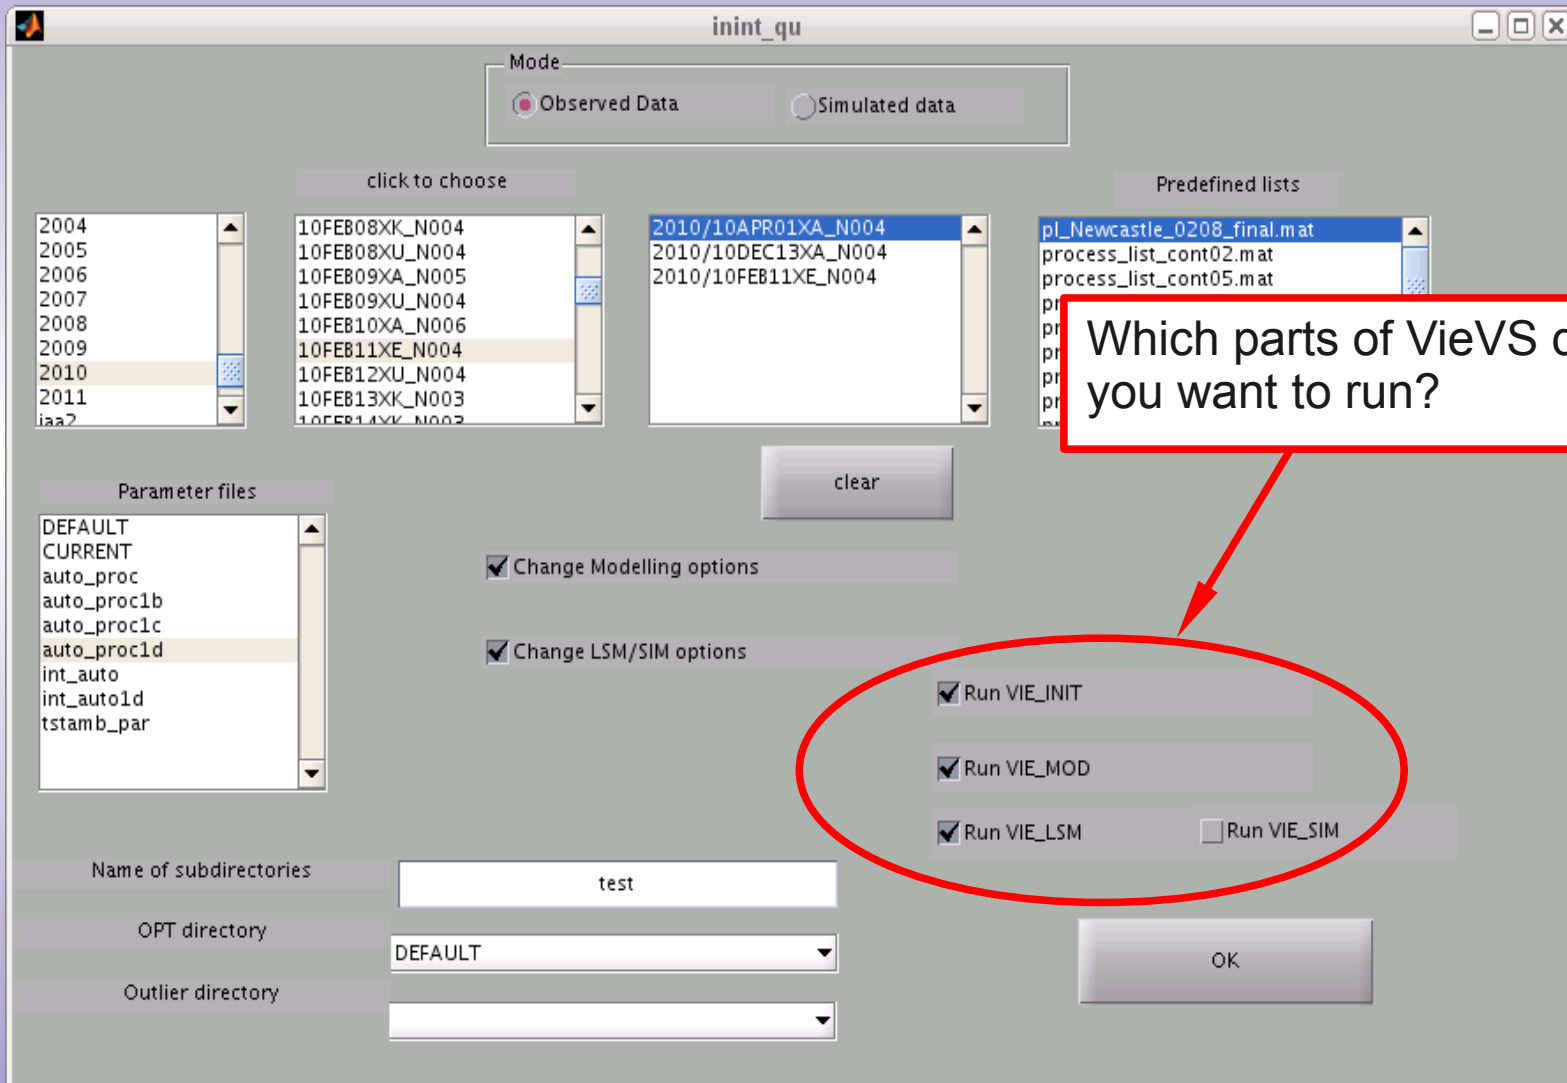 inint_qu
Mode
Observed Data
Simulated data
click to choose
Predefined lists
2004
2005
2006
2007
2008
2009
2010
2011
iaa2
10FEB08XK_N004
10FEB08XU_N004
10FEB09XA_N005
10FEB09XU_N004
10FEB10XA_N006
10FEB11XE_N004
10FEB12XU_N004
10FEB13XK_N003
10FEB14XK_N003
2010/10APR01XA_N004
2010/10DEC13XA_N004
2010/10FEB11XE_N004
pl_Newcastle_0208_final.mat
process_list_cont02.mat
process_list_cont05.mat
Which parts of VieVS
you want to run?
clear
Parameter files
DEFAULT
CURRENT
auto_proc
auto_proc1b
auto_proc1c
auto_proc1d
int_auto
int_auto1d
tstamb_par
Change Modelling options
Change LSM/SIM options
Run VIE_INIT
Run VIE_MOD
Run VIE_LSM
Run VIE_SIM
Name of subdirectories
test
OPT directory
DEFAULT
Outlier directory
OK